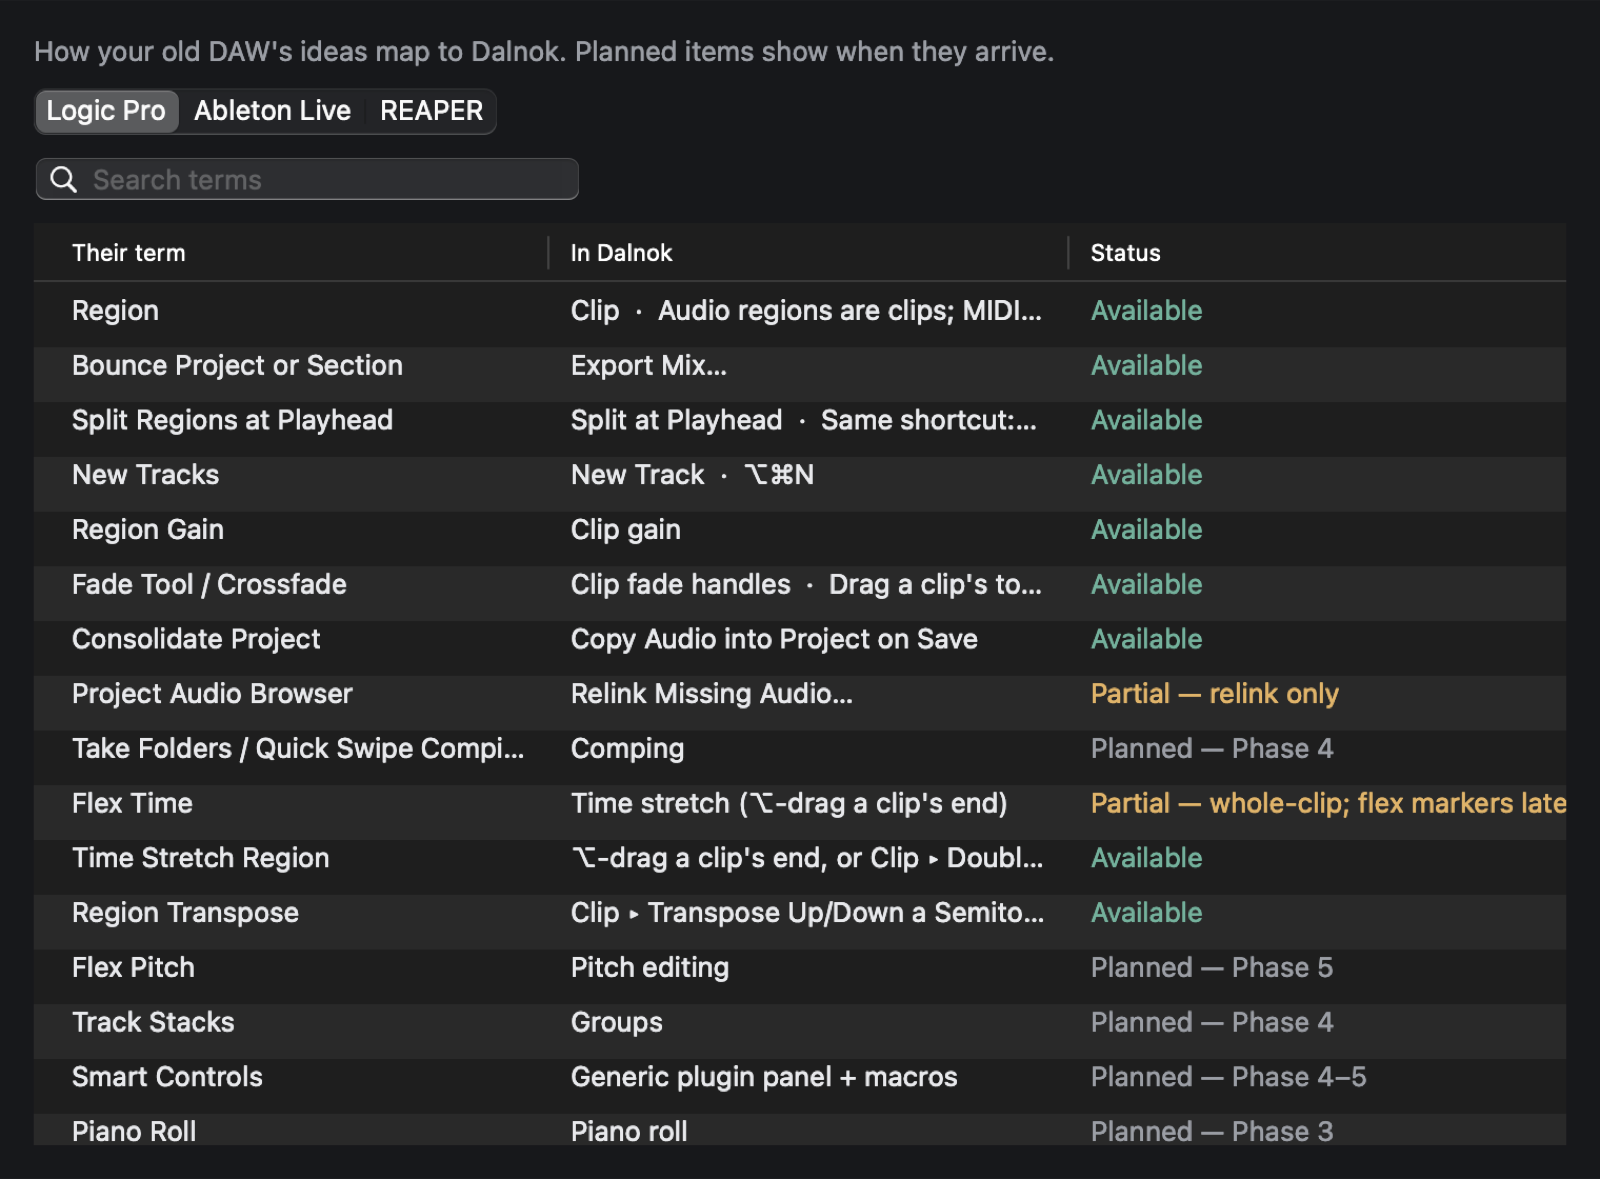 How your old DAW's ideas map to Dalnok. Planned items show when they arrive.
Logic Pro Ableton Live REAPER
Search terms
Their term In Dalnok Status
Region Clip · Audio regions are clips; MIDI... Available
Bounce Project or Section Export Mix... Available
Split Regions at Playhead Split at Playhead · Same shortcut:... Available
New Tracks New Track · ⌥⌘N Available
Region Gain Clip gain Available
Fade Tool / Crossfade Clip fade handles · Drag a clip's to... Available
Consolidate Project Copy Audio into Project on Save Available
Project Audio Browser Relink Missing Audio... Partial — relink only
Take Folders / Quick Swipe Compi... Comping Planned — Phase 4
Flex Time Time stretch (⌥-drag a clip's end) Partial — whole-clip; flex markers late
Time Stretch Region ⌥-drag a clip's end, or Clip ▸ Doubl... Available
Region Transpose Clip ▸ Transpose Up/Down a Semito... Available
Flex Pitch Pitch editing Planned — Phase 5
Track Stacks Groups Planned — Phase 4
Smart Controls Generic plugin panel + macros Planned — Phase 4–5
Piano Roll Piano roll Planned — Phase 3